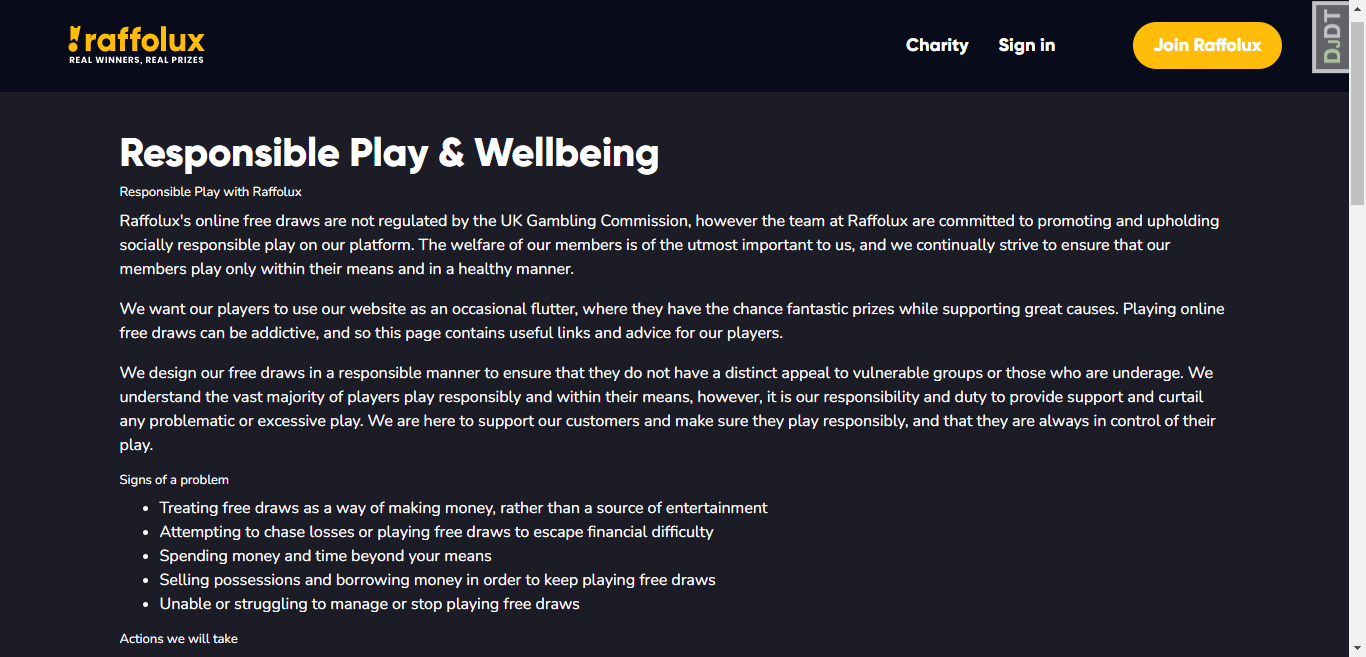 raffolux
REAL WINNERS, REAL PRIZES
Charity
Sign in
Join Raffolux
DJDT
Responsible Play & Wellbeing
Responsible Play with Raffolux
Raffolux's online free draws are not regulated by the UK Gambling Commission, however the team at Raffolux are committed to promoting and upholding
socially responsible play on our platform. The welfare of our members is of the utmost important to us, and we continually strive to ensure that our
members play only within their means and in a healthy manner.
We want our players to use our website as an occasional flutter, where they have the chance fantastic prizes while supporting great causes. Playing online
free draws can be addictive, and so this page contains useful links and advice for our players.
We design our free draws in a responsible manner to ensure that they do not have a distinct appeal to vulnerable groups or those who are underage. We
understand the vast majority of players play responsibly and within their means, however, it is our responsibility and duty to provide support and curtail
any problematic or excessive play. We are here to support our customers and make sure they play responsibly, and that they are always in control of their
play.
Signs of a problem
• Treating free draws as a way of making money, rather than a source of entertainment
• Attempting to chase losses or playing free draws to escape financial difficulty
• Spending money and time beyond your means
• Selling possessions and borrowing money in order to keep playing free draws
• Unable or struggling to manage or stop playing free draws
Actions we will take